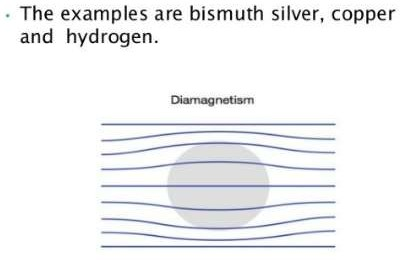 · The examples are bismuth silver, copper
and hydrogen.
Diamagnetism